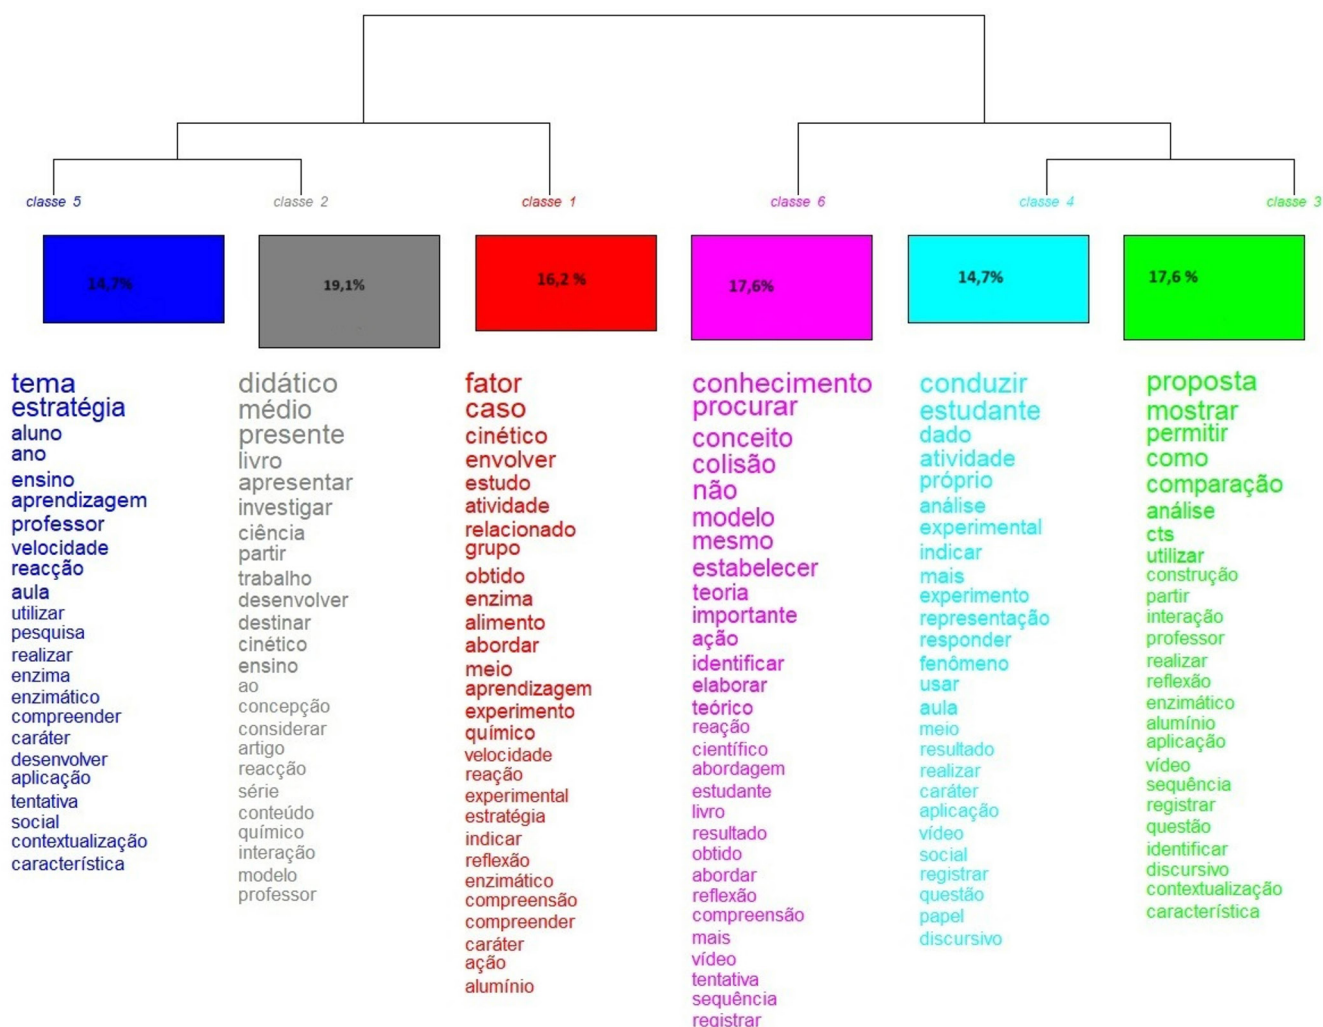 classe 5
classe 2
classe 1
classe 6
classe 4
classe 3
14,7%
19,1%
16,2 %
17,6%
14,7%
17,6 %
tema
estratégia
aluno
ano
ensino
aprendizagem
professor
velocidade
reacção
aula
utilizar
pesquisa
realizar
enzima
enzimático
compreender
caráter
desenvolver
aplicação
tentativa
social
contextualização
característica
didático
médio
presente
livro
apresentar
investigar
ciência
partir
trabalho
desenvolver
destinar
cinético
ensino
ao
concepção
considerar
artigo
reacção
série
conteúdo
químico
interação
modelo
professor
fator
caso
cinético
envolver
estudo
atividade
relacionado
grupo
obtido
enzima
alimento
abordar
meio
aprendizagem
experimento
químico
velocidade
reação
experimental
estratégia
indicar
reflexão
enzimático
compreensão
compreender
caráter
ação
alumínio
conhecimento
procurar
conceito
colisão
não
modelo
mesmo
estabelecer
teoria
importante
ação
identificar
elaborar
teórico
reação
científico
abordagem
estudante
livro
resultado
obtido
abordar
reflexão
compreensão
mais
vídeo
tentativa
sequência
registrar
conduzir
estudante
dado
atividade
próprio
análise
experimental
indicar
mais
experimento
representação
responder
fenômeno
usar
aula
meio
resultado
realizar
caráter
aplicação
vídeo
social
registrar
questão
papel
discursivo
proposta
mostrar
permitir
como
comparação
análise
cts
utilizar
construção
partir
interação
professor
realizar
reflexão
enzimático
alumínio
aplicação
vídeo
sequência
registrar
questão
identificar
discursivo
contextualização
característica